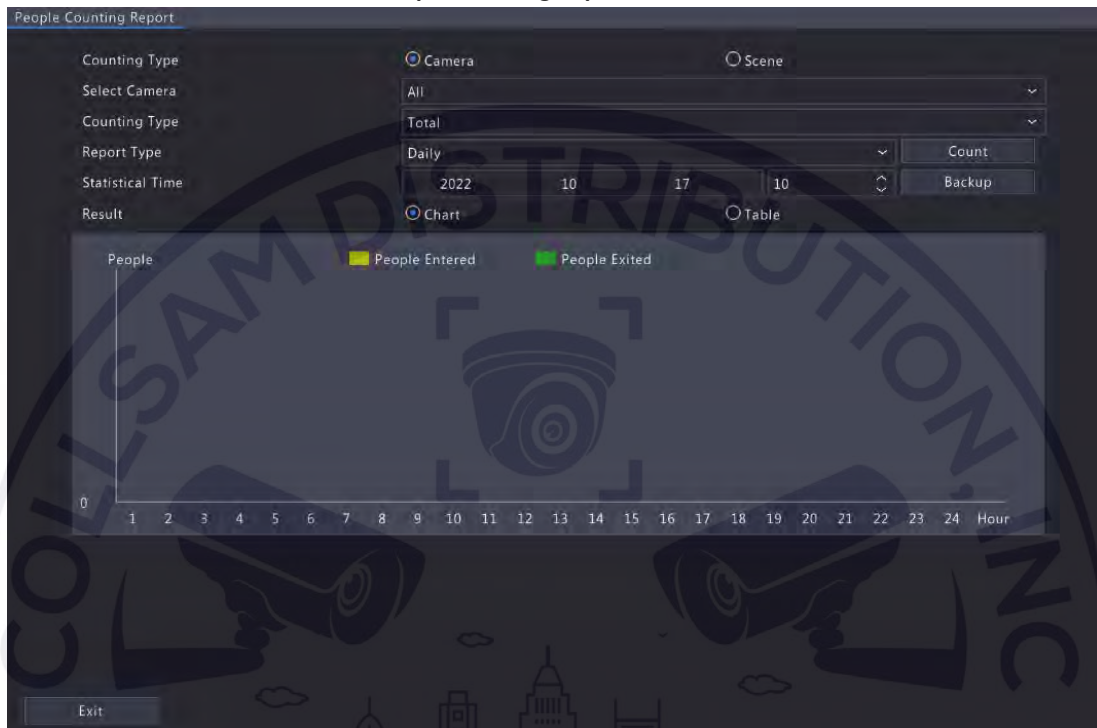 People Counting Report
Counting Type Camera Scene
Select Camera All
Counting Type Total
Report Type Daily Count
Statistical Time 2022 10 17 10 Backup
Result Chart Table
People People Entered People Exited
0
1 2 3 4 5 6 7 8 9 10 11 12 13 14 15 16 17 18 19 20 21 22 23 24 Hour
Exit
COLLSAM DISTRIBUTION, INC